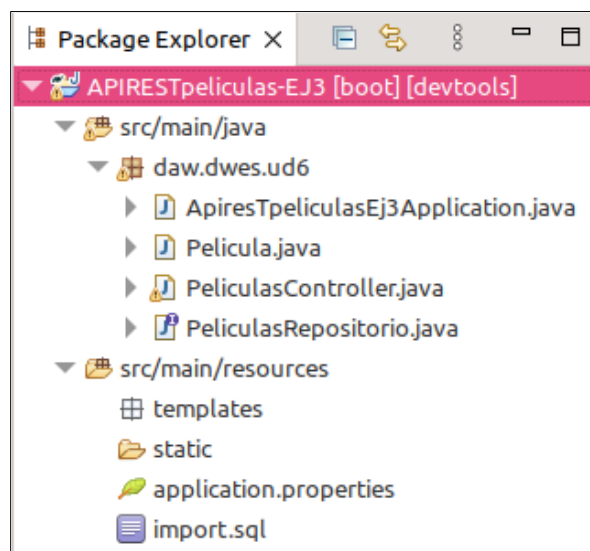 Package Explorer
APIRESTpeliculas-EJ3 [boot] [devtools]
src/main/java
daw.dwes.ud6
ApiresTpeliculasEj3Application.java
Pelicula.java
PeliculasController.java
PeliculasRepositorio.java
src/main/resources
templates
static
application.properties
import.sql